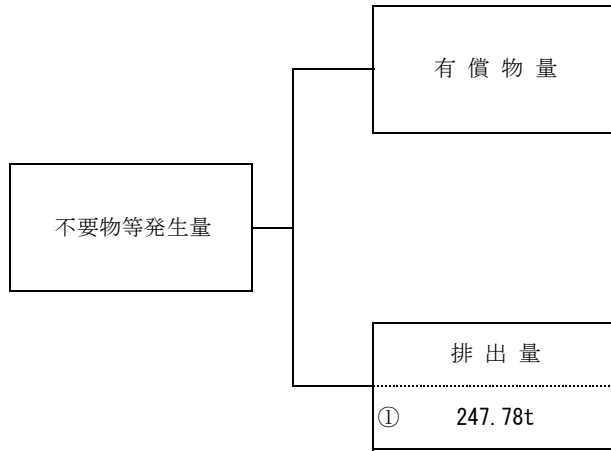 有 償 物 量
不要物等発生量
排 出 量
① 247.78t